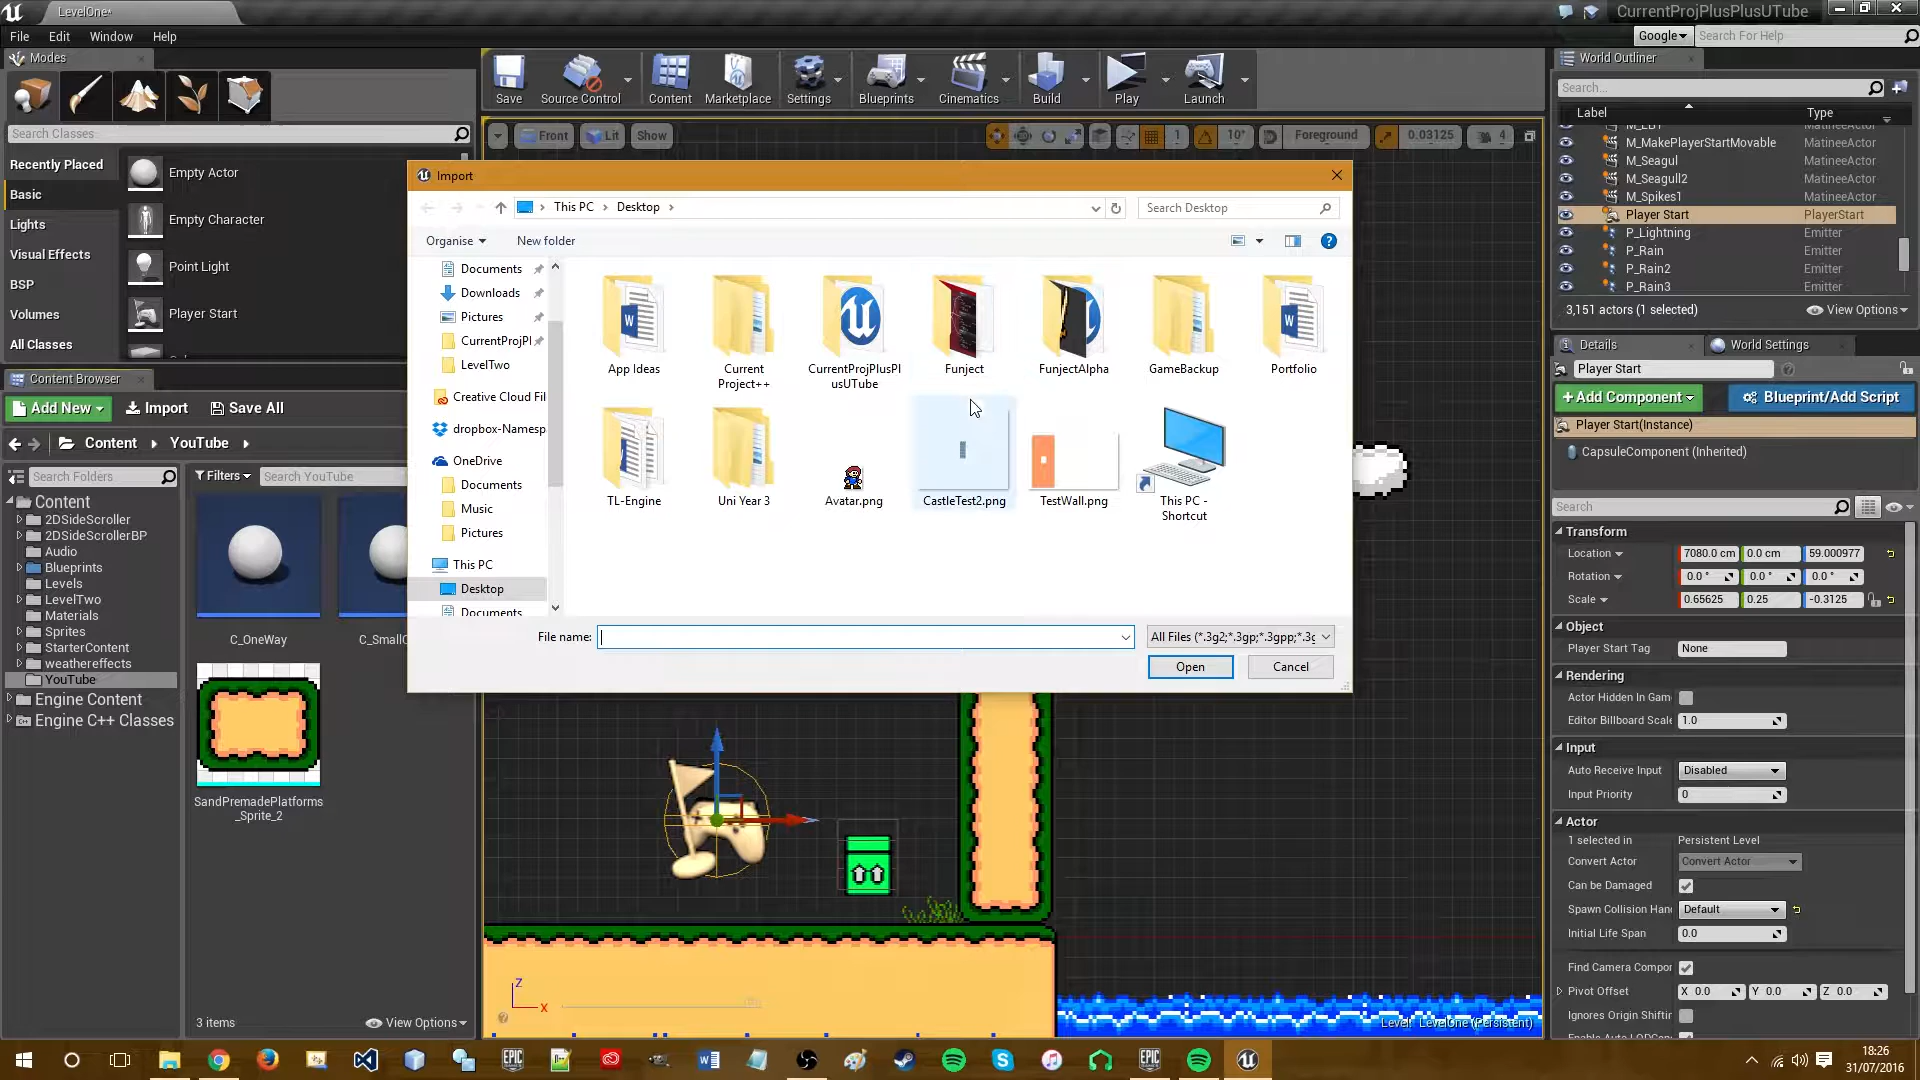 LevelOne*
CurrentProjPlusPlusUTube
File Edit Window Help
Google Search For Help
Modes
Search Classes
Recently Placed
Basic
Lights
Visual Effects
BSP
Volumes
All Classes
Empty Actor
Empty Character
Point Light
Player Start
Save
Source Control
Content
Marketplace
Settings
Blueprints
Cinematics
Build
Play
Launch
Front Lit Show
1 10° Foreground 0.03125 4
Import
This PC > Desktop >
Search Desktop
Organise New folder
Documents
Downloads
Pictures
CurrentProjPl
LevelTwo
Creative Cloud Fil
dropbox-Namesp
OneDrive
Documents
Music
Pictures
This PC
Desktop
Documents
App Ideas
Current Project++
CurrentProjPlusPl
usUTube
Funject
FunjectAlpha
GameBackup
Portfolio
TL-Engine
Uni Year 3
Avatar.png
CastleTest2.png
TestWall.png
This PC -
Shortcut
File name:
All Files (*.3g2;*.3gp;*.3gpp;*.3g
Open Cancel
World Outliner
Search...
Label Type
M_MakePlayerStartMovable MatineeActor
M_Seagul MatineeActor
M_Seagull2 MatineeActor
M_Spikes1 MatineeActor
Player Start PlayerStart
P_Lightning Emitter
P_Rain Emitter
P_Rain2 Emitter
P_Rain3 Emitter
3,151 actors (1 selected) View Options
Details World Settings
Player Start
+Add Component Blueprint/Add Script
Player Start(Instance)
CapsuleComponent (Inherited)
Search
Transform
Location 7080.0 cm 0.0 cm 59.000977
Rotation 0.0 ° 0.0 ° 0.0 °
Scale 0.65625 0.25 -0.3125
Object
Player Start Tag None
Rendering
Actor Hidden In Gam
Editor Billboard Scale 1.0
Input
Auto Receive Input Disabled
Input Priority 0
Actor
1 selected in Persistent Level
Convert Actor Convert Actor
Can be Damaged
Spawn Collision Hand Default
Initial Life Span 0.0
Find Camera Compor
Pivot Offset X 0.0 Y 0.0 Z 0.0
Ignores Origin Shiftin
Content Browser
Add New Import Save All
Content YouTube
Search Folders
Filters Search YouTube
Content
2DSideScroller
2DSideScrollerBP
Audio
Blueprints
Levels
LevelTwo
Materials
Sprites
StarterContent
weathereffects
YouTube
Engine Content
Engine C++ Classes
C_OneWay
C_SmallC
SandPremadePlatforms
_Sprite_2
3 items View Options
Z
X
Level: LevelOne (Persistent)
EPIC GAMES
EPIC GAMES
18:26
31/07/2016